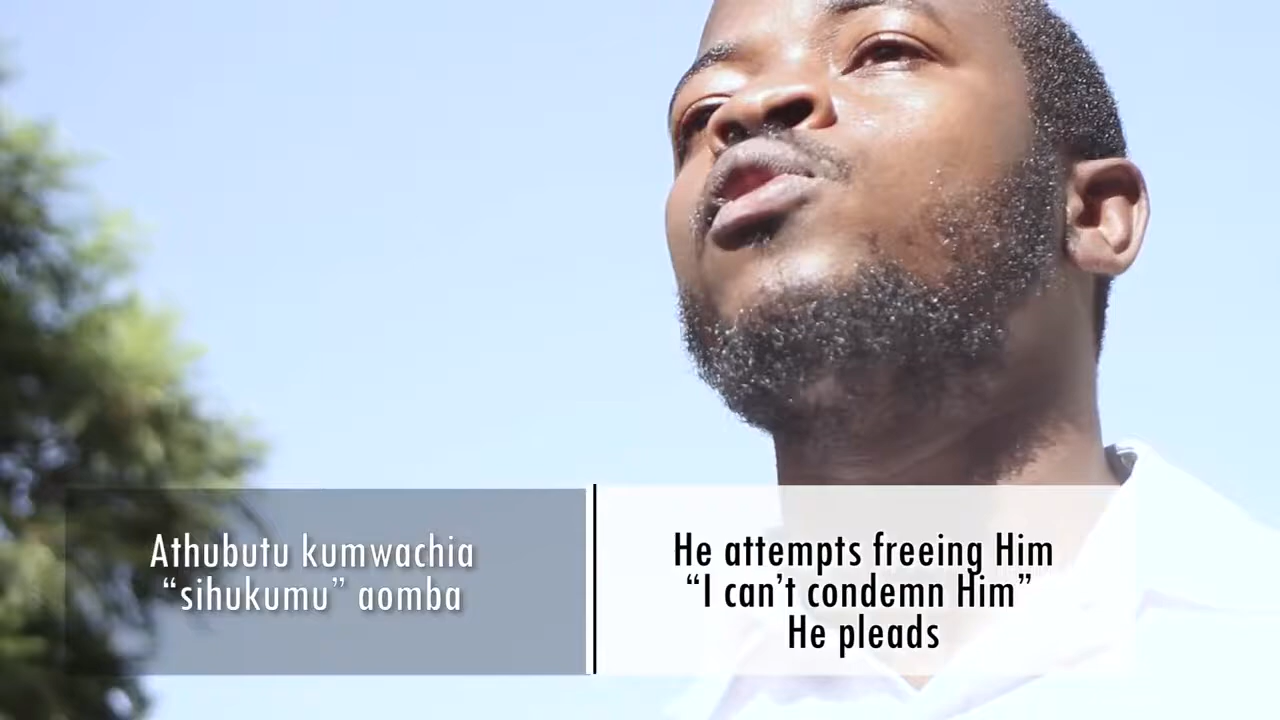 Athubutu kumwachia
“sihukumu” aomba
He attempts freeing Him
“I can’t condemn Him”
He pleads